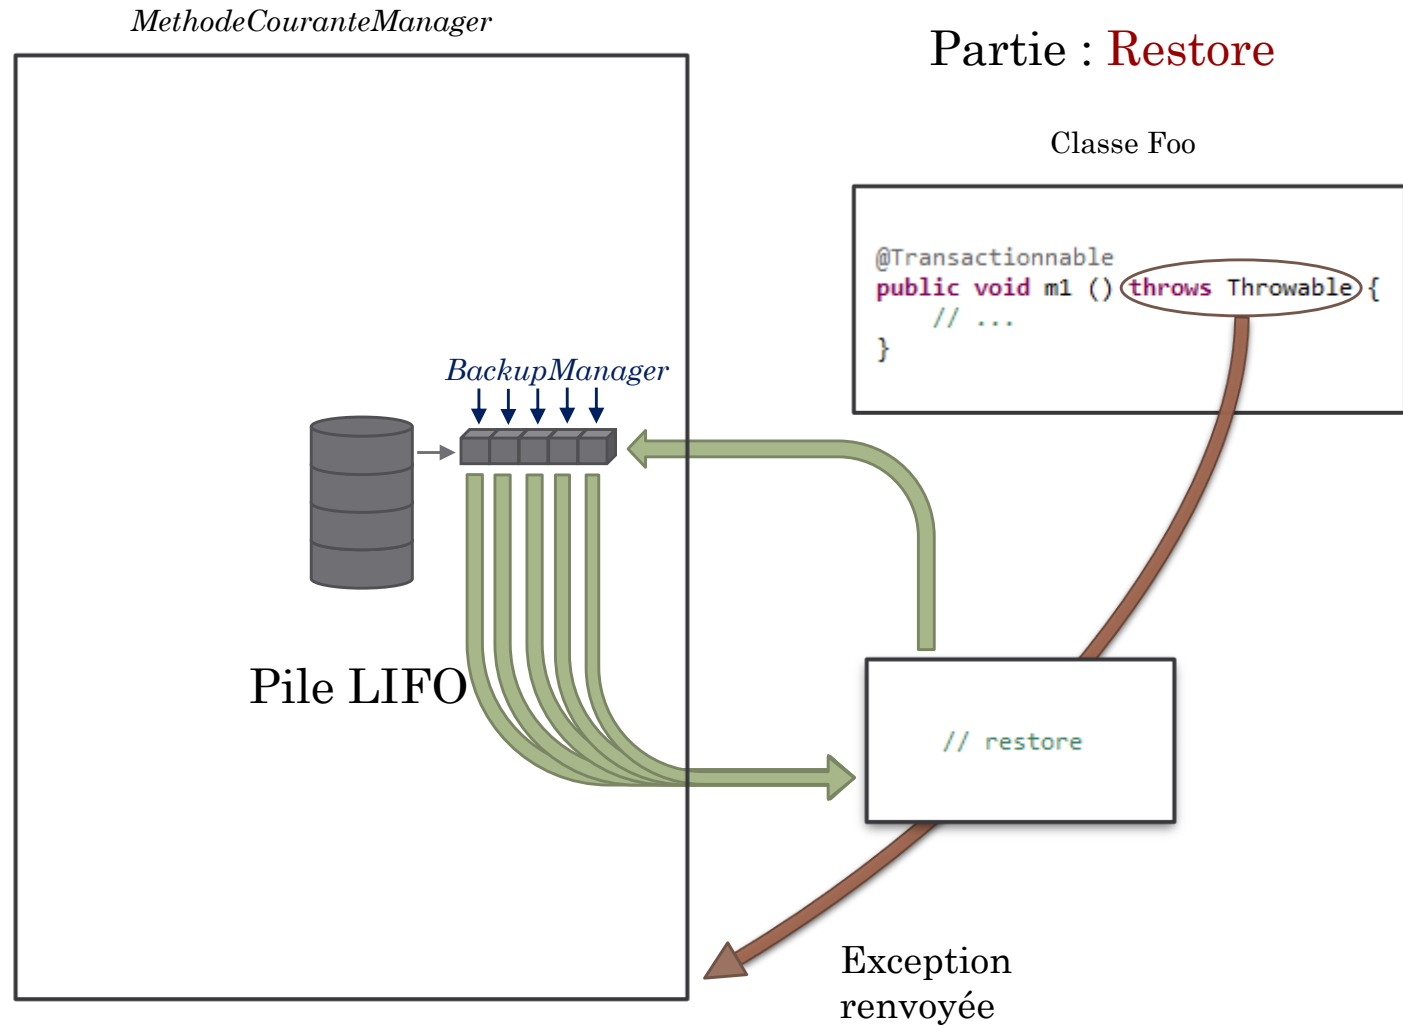 MethodeCouranteManager
Partie : Restore
Classe Foo
@Transactionnable
public void m1 () throws Throwable {
// ...
}
BackupManager
Pile LIFO
// restore
Exception
renvoyée